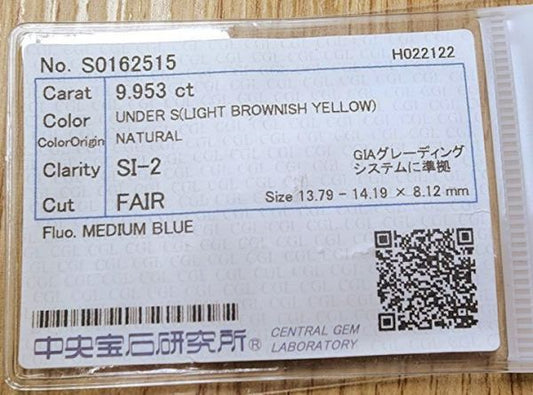 No. S0162515
H022122
Carat 9.953 ct
Color UNDER S(LIGHT BROWNISH YELLOW)
ColorOrigin NATURAL
Clarity SI-2
GIAグレーディング
システムに準拠
Cut FAIR
Size 13.79 - 14.19 × 8.12 mm
Fluo. MEDIUM BLUE
中央宝石研究所® CENTRAL GEM
LABORATORY